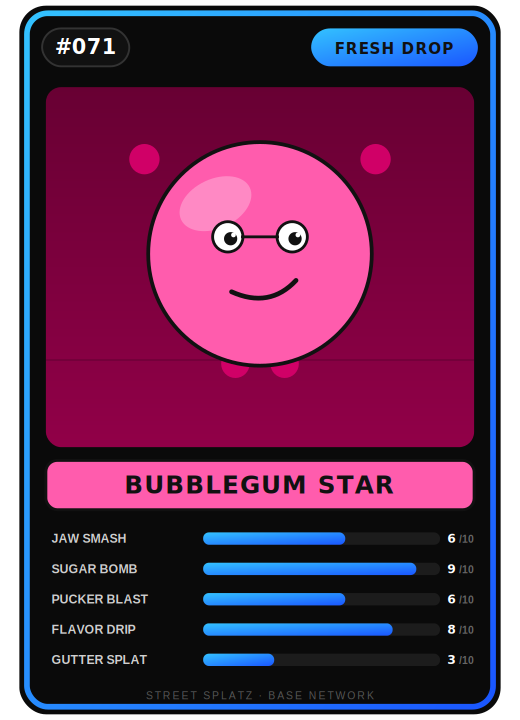 #071
FRESH DROP
BUBBLEGUM STAR
JAW SMASH 6 /10
SUGAR BOMB 9 /10
PUCKER BLAST 6 /10
FLAVOR DRIP 8 /10
GUTTER SPLAT 3 /10
STREET SPLATZ · BASE NETWORK